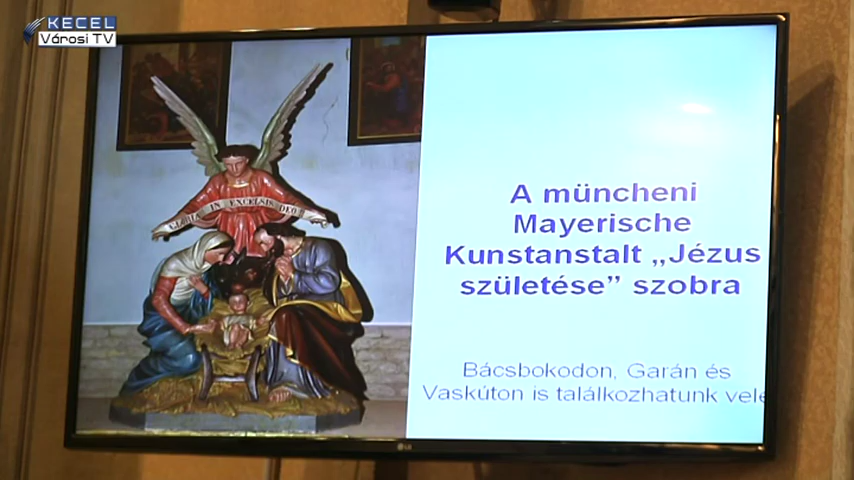 KECEL
Városi TV
GLORIA IN EXCELSIS DEO
A müncheni
Mayerische
Kunstanstalt „Jézus
születése” szobra
Bácsbokodon, Garán és
Vaskúton is találkozhatunk vele
LG